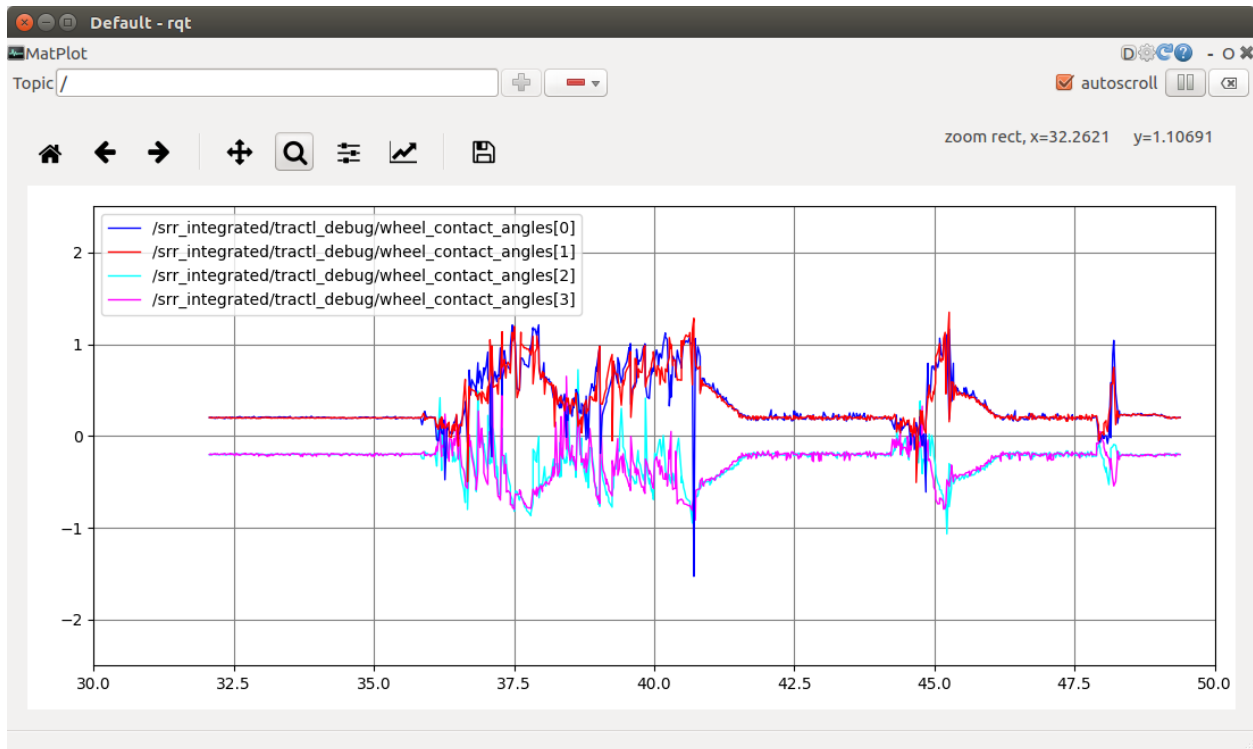 Default - rqt
MatPlot
D - O
Topic / autoscroll
zoom rect, x=32.2621 y=1.10691
/srr_integrated/tractl_debug/wheel_contact_angles[0]
/srr_integrated/tractl_debug/wheel_contact_angles[1]
/srr_integrated/tractl_debug/wheel_contact_angles[2]
/srr_integrated/tractl_debug/wheel_contact_angles[3]
2
1
0
−1
−2
30.0 32.5 35.0 37.5 40.0 42.5 45.0 47.5 50.0